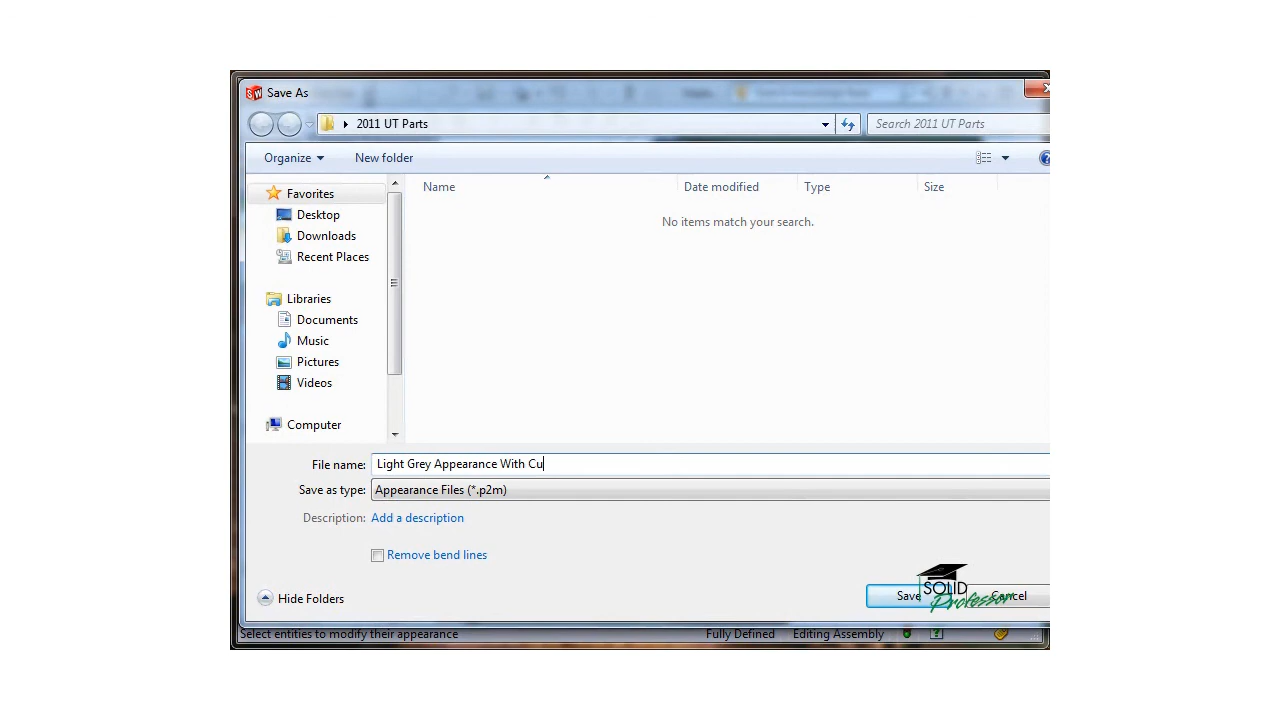 Save As
2011 UT Parts
Search 2011 UT Parts
Organize
New folder
Name
Date modified
Type
Size
No items match your search.
Favorites
Desktop
Downloads
Recent Places
Libraries
Documents
Music
Pictures
Videos
Computer
File name: Light Grey Appearance With Cu
Save as type: Appearance Files (*.p2m)
Description: Add a description
Remove bend lines
Hide Folders
Save
Cancel
SOLID
Professor
Select entities to modify their appearance
Fully Defined
Editing Assembly